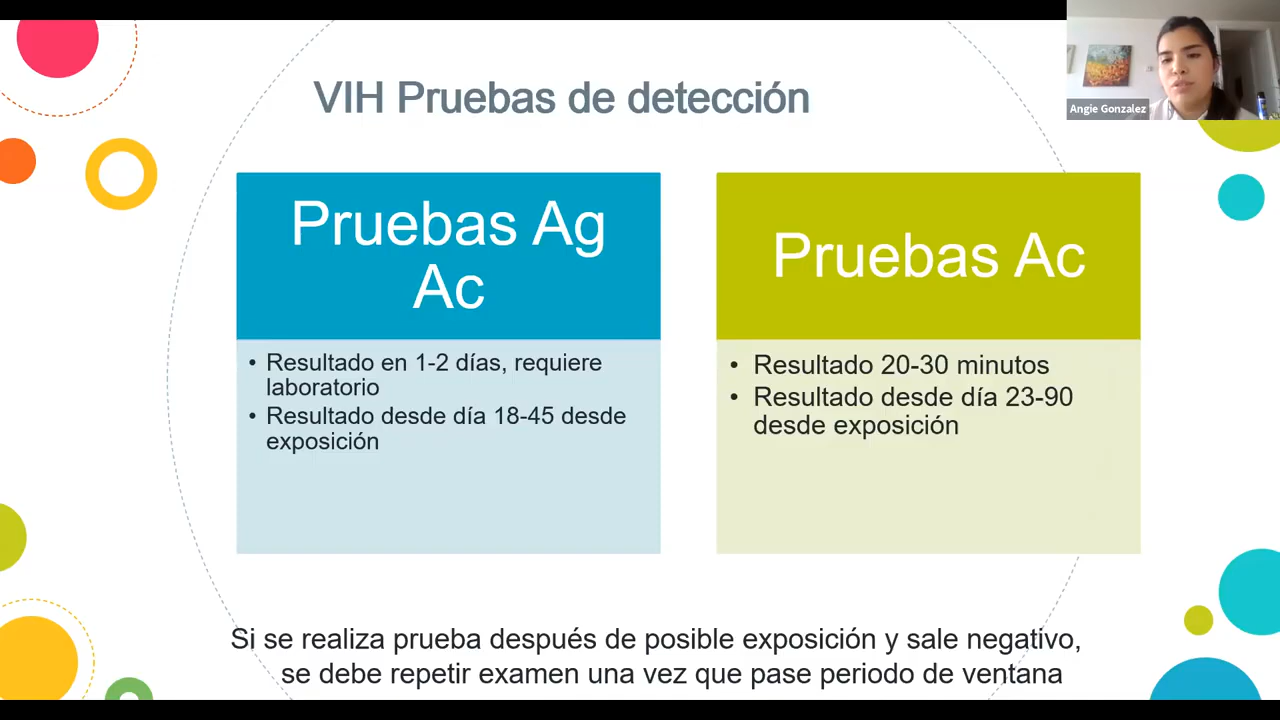 VIH Pruebas de detección
Angie Gonzalez
Pruebas Ag
Ac
• Resultado en 1-2 días, requiere
laboratorio
• Resultado desde día 18-45 desde
exposición
Pruebas Ac
• Resultado 20-30 minutos
• Resultado desde día 23-90
desde exposición
Si se realiza prueba después de posible exposición y sale negativo,
se debe repetir examen una vez que pase periodo de ventana